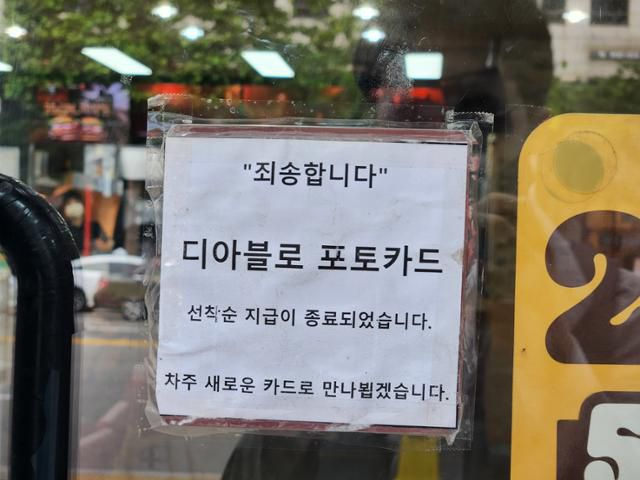 "죄송합니다"
디아블로 포토카드
선착순 지급이 종료되었습니다.
차주 새로운 카드로 만나뵙겠습니다.
2
5